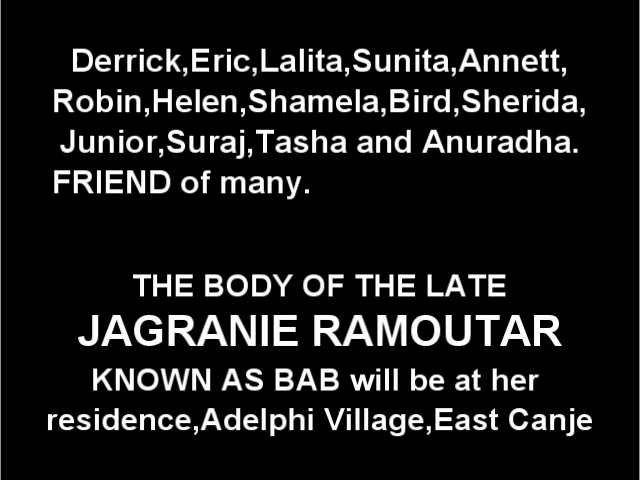 Derrick,Eric,Lalita,Sunita,Annett,
Robin,Helen,Shamela,Bird,Sherida,
Junior,Suraj,Tasha and Anuradha.
FRIEND of many.
THE BODY OF THE LATE
JAGRANIE RAMOUTAR
KNOWN AS BAB will be at her
residence,Adelphi Village,East Canje